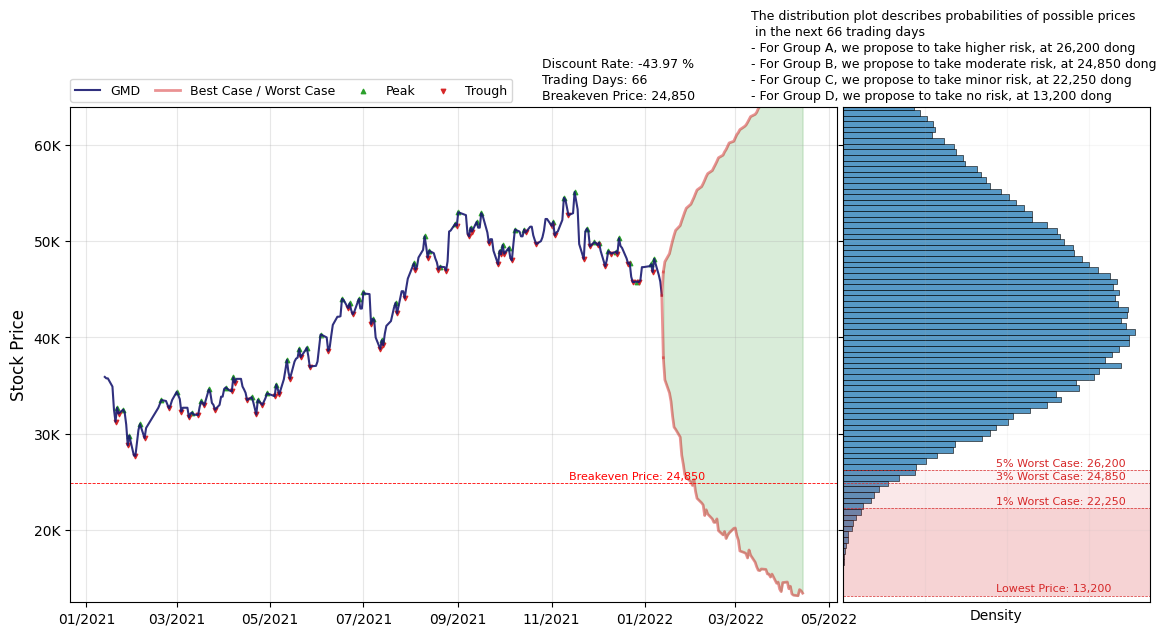 The distribution plot describes probabilities of possible prices
in the next 66 trading days
- For Group A, we propose to take higher risk, at 26,200 dong
- For Group B, we propose to take moderate risk, at 24,850 dong
- For Group C, we propose to take minor risk, at 22,250 dong
- For Group D, we propose to take no risk, at 13,200 dong
Discount Rate: -43.97 %
Trading Days: 66
Breakeven Price: 24,850
GMD
Best Case / Worst Case
Peak
Trough
Stock Price
60K
50K
40K
30K
20K
Breakeven Price: 24,850
5% Worst Case: 26,200
3% Worst Case: 24,850
1% Worst Case: 22,250
Lowest Price: 13,200
01/2021
03/2021
05/2021
07/2021
09/2021
11/2021
01/2022
03/2022
05/2022
Density